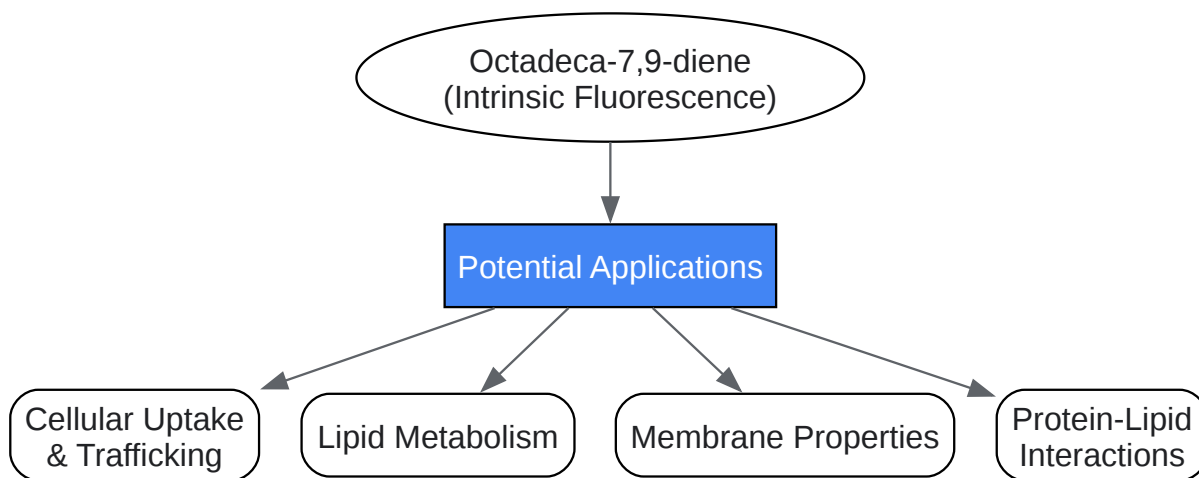 Octadeca-7,9-diene
(Intrinsic Fluorescence)
Potential Applications
Cellular Uptake
& Trafficking
Lipid Metabolism
Membrane Properties
Protein-Lipid
Interactions